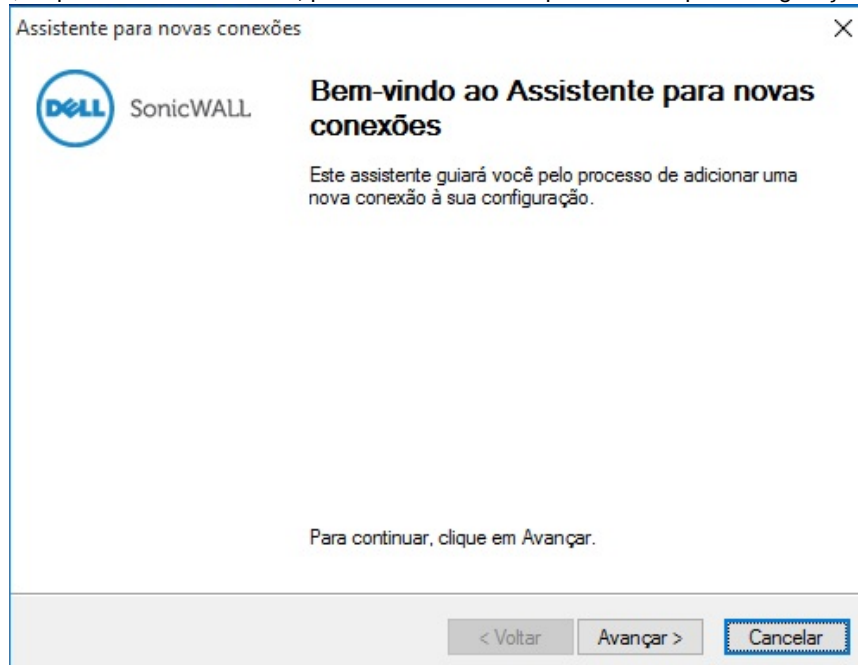 Assistente para novas conexões
DELL
SonicWALL
Bem-vindo ao Assistente para novas
conexões
Este assistente guiará você pelo processo de adicionar uma
nova conexão à sua configuração.
Para continuar, clique em Avançar.
< Voltar
Avançar >
Cancelar